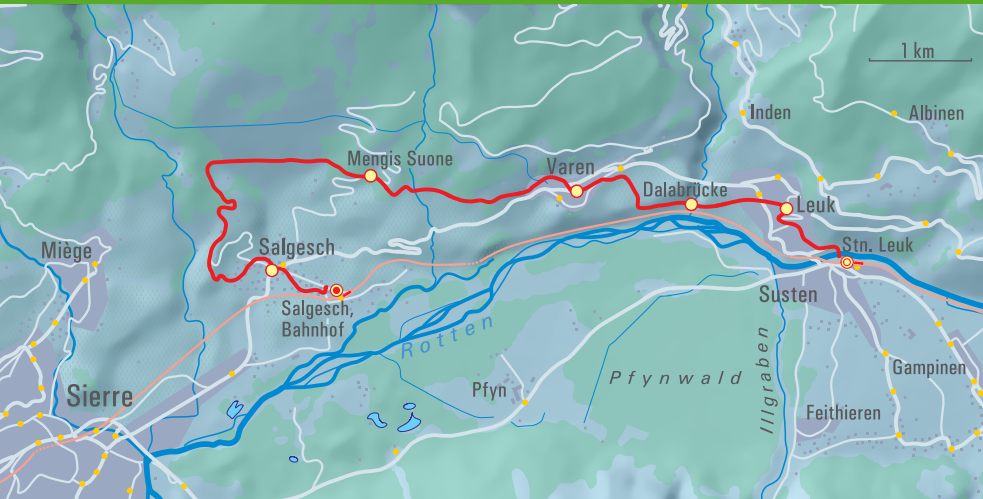 1 km
Inden
Albinen
Mengis Suone
Varen
Dalabrücke
Leuk
Miège
Salgesch
Stn. Leuk
Salgesch,
Bahnhof
Susten
Rotten
Sierre
Pfyn
Pfynwald
Illgraben
Gampinen
Feithieren